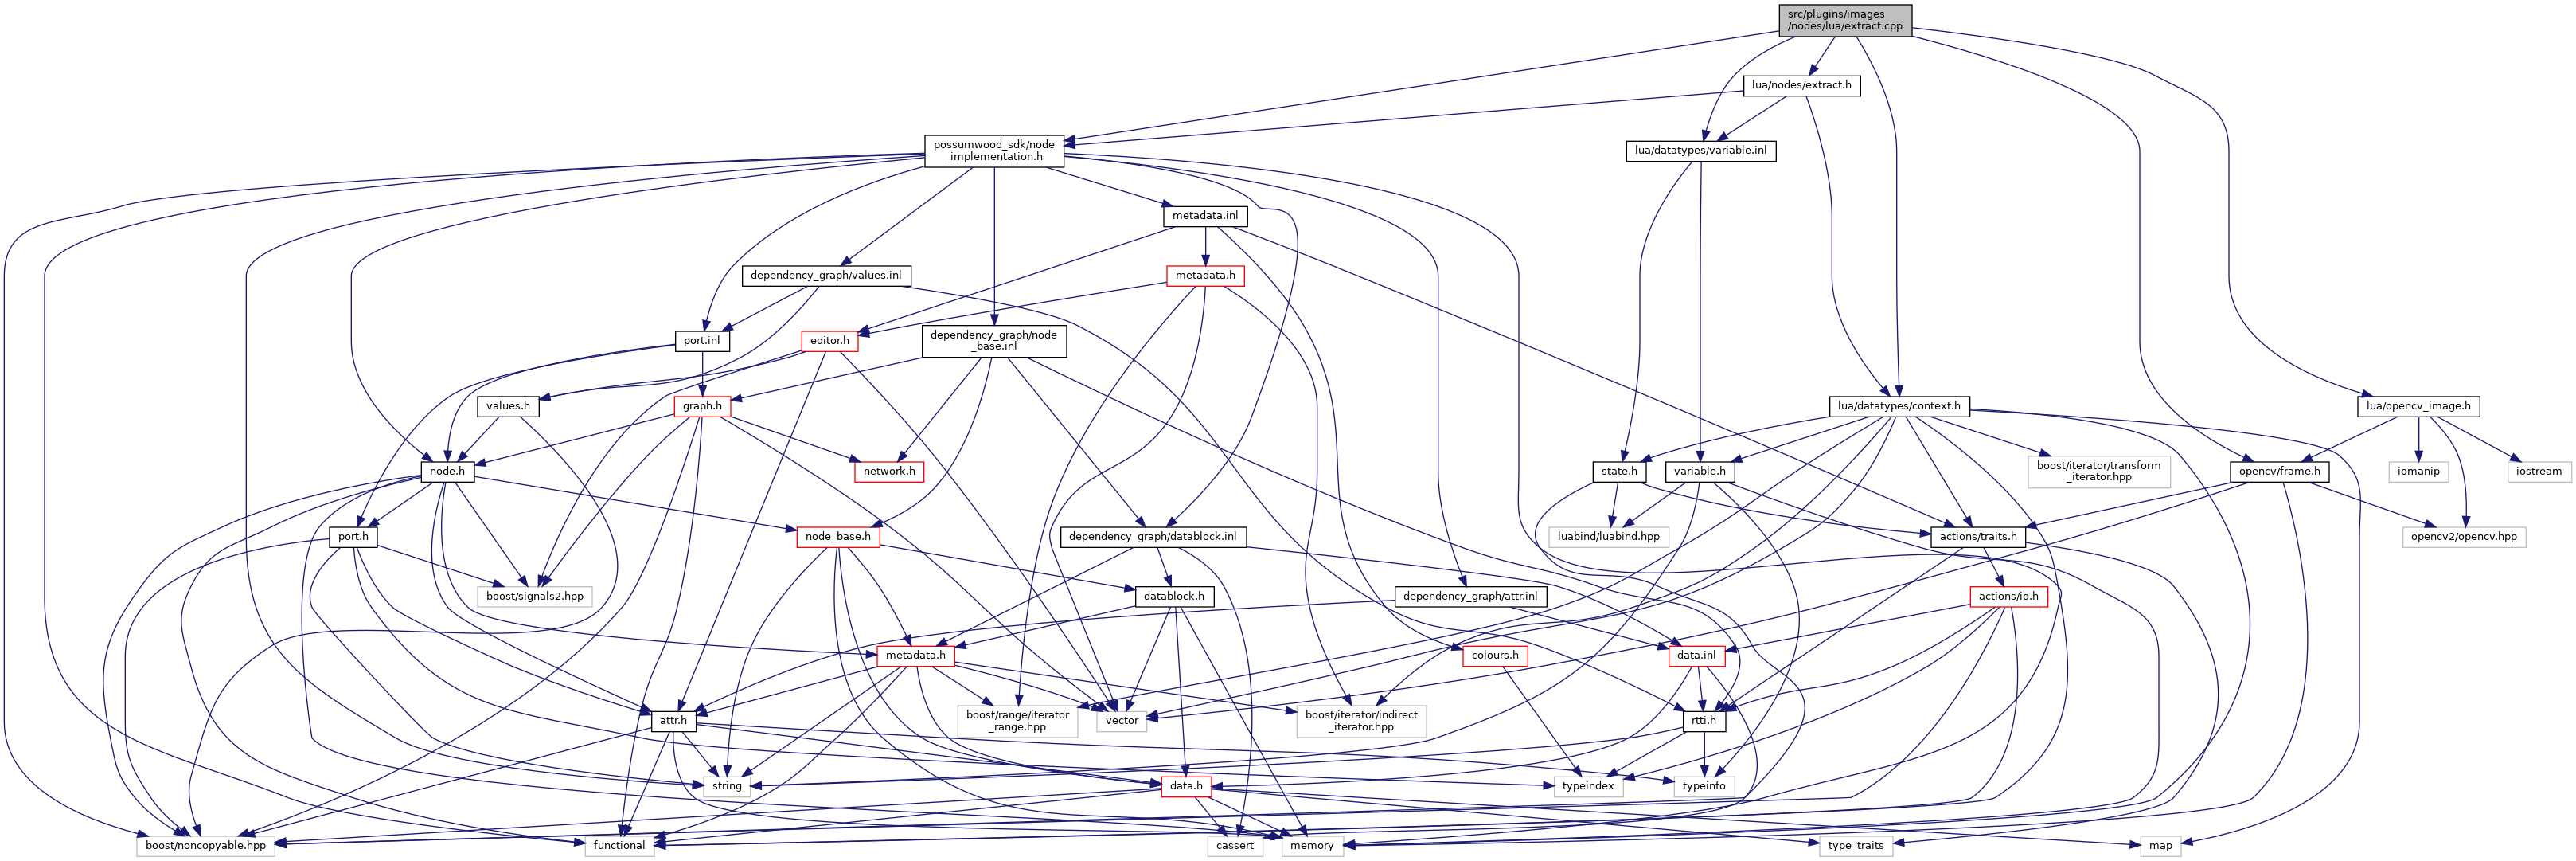 src/plugins/images
/nodes/lua/extract.cpp
lua/nodes/extract.h
possumwood_sdk/node
_implementation.h
lua/datatypes/variable.inl
metadata.inl
dependency_graph/values.inl
metadata.h
port.inl
editor.h
dependency_graph/node
_base.inl
values.h
graph.h
lua/datatypes/context.h
lua/opencv_image.h
node.h
network.h
state.h
variable.h
boost/iterator/transform
_iterator.hpp
opencv/frame.h
iomanip
iostream
port.h
node_base.h
dependency_graph/datablock.inl
luabind/luabind.hpp
actions/traits.h
opencv2/opencv.hpp
boost/signals2.hpp
datablock.h
dependency_graph/attr.inl
actions/io.h
metadata.h
colours.h
data.inl
attr.h
boost/range/iterator
_range.hpp
vector
boost/iterator/indirect
_iterator.hpp
rtti.h
string
data.h
typeindex
typeinfo
boost/noncopyable.hpp
functional
cassert
memory
type_traits
map